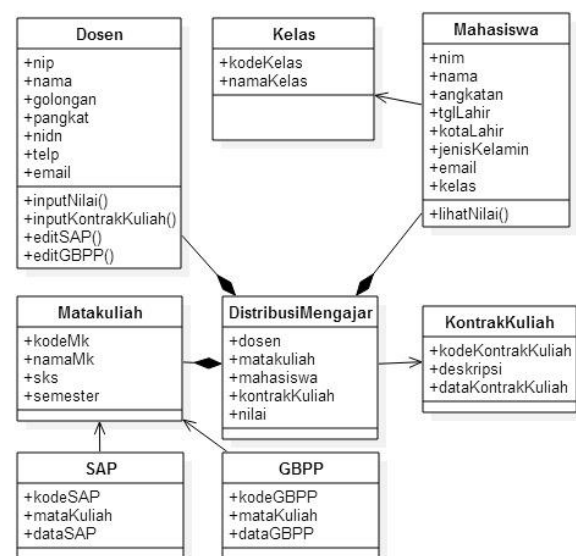 Dosen
+nip
+nama
+golongan
+pangkat
+nidn
+telp
+email
+inputNilai()
+inputKontrakKuliah()
+editSAP()
+editGBPP()
Kelas
+kodeKelas
+namaKelas
Mahasiswa
+nim
+nama
+angkatan
+tglLahir
+kotaLahir
+jenisKelamin
+email
+kelas
+lihatNilai()
Matakuliah
+kodeMk
+namaMk
+sks
+semester
DistribusiMengajar
+dosen
+matakuliah
+mahasiswa
+kontrakKuliah
+nilai
KontrakKuliah
+kodeKontrakKuliah
+deskripsi
+dataKontrakKuliah
SAP
+kodeSAP
+mataKuliah
+dataSAP
GBPP
+kodeGBPP
+mataKuliah
+dataGBPP